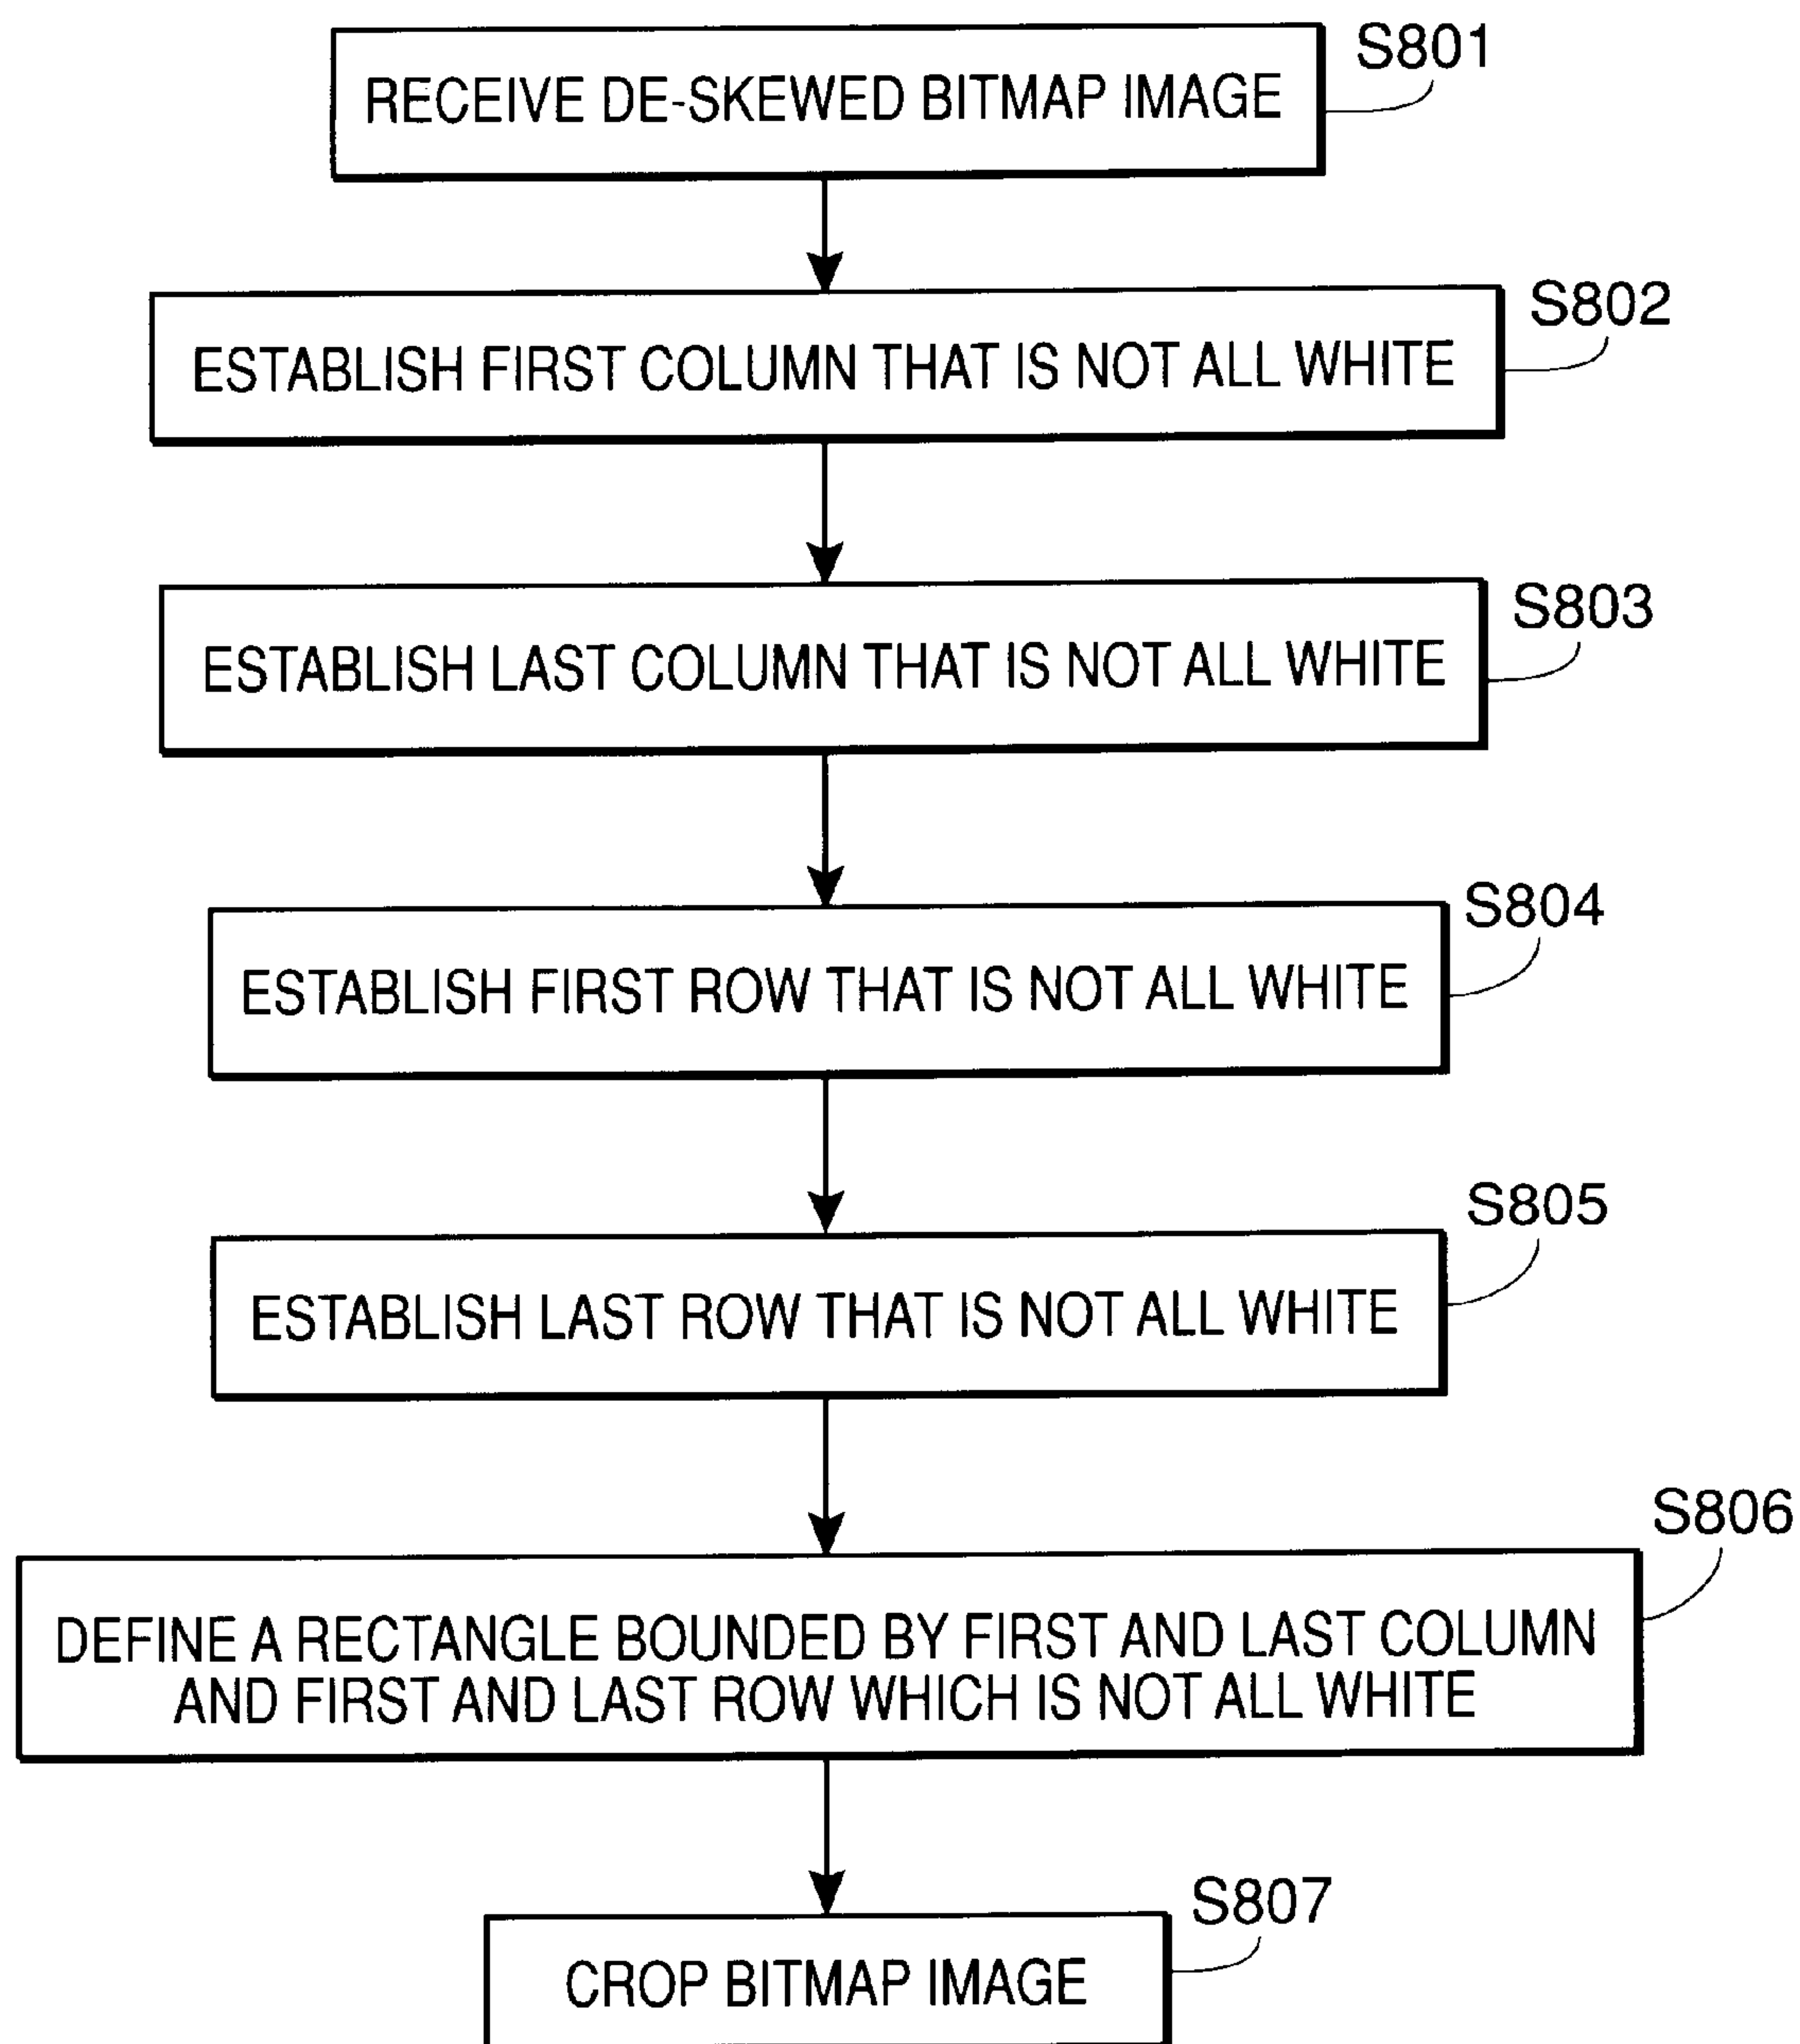 S801
RECEIVE DE-SKEWED BITMAP IMAGE
S802
ESTABLISH FIRST COLUMN THAT IS NOT ALL WHITE
S803
ESTABLISH LAST COLUMN THAT IS NOT ALL WHITE
S804
ESTABLISH FIRST ROW THAT IS NOT ALL WHITE
S805
ESTABLISH LAST ROW THAT IS NOT ALL WHITE
S806
DEFINE A RECTANGLE BOUNDED BY FIRST AND LAST COLUMN
AND FIRST AND LAST ROW WHICH IS NOT ALL WHITE
S807
CROP BITMAP IMAGE